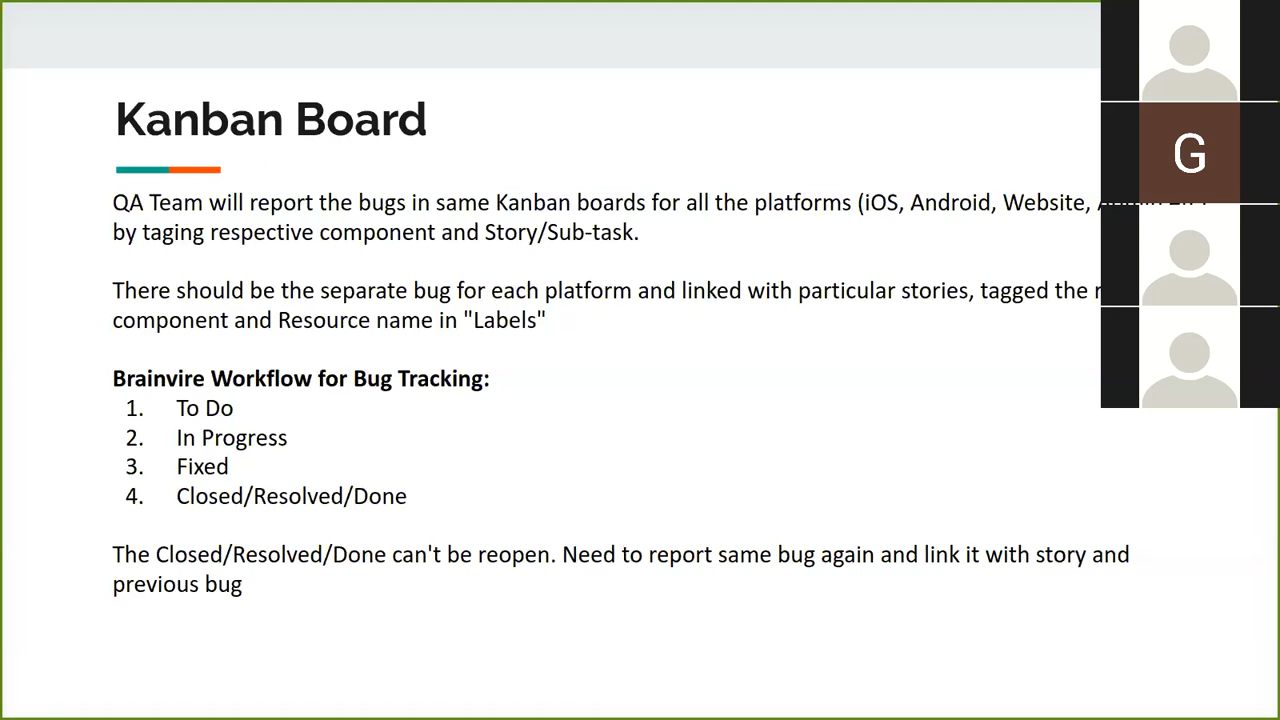 Kanban Board
G
QA Team will report the bugs in same Kanban boards for all the platforms (iOS, Android, Website,
by taging respective component and Story/Sub-task.
There should be the separate bug for each platform and linked with particular stories, tagged the
component and Resource name in "Labels"
Brainvire Workflow for Bug Tracking:
1. To Do
2. In Progress
3. Fixed
4. Closed/Resolved/Done
The Closed/Resolved/Done can't be reopen. Need to report same bug again and link it with story and
previous bug